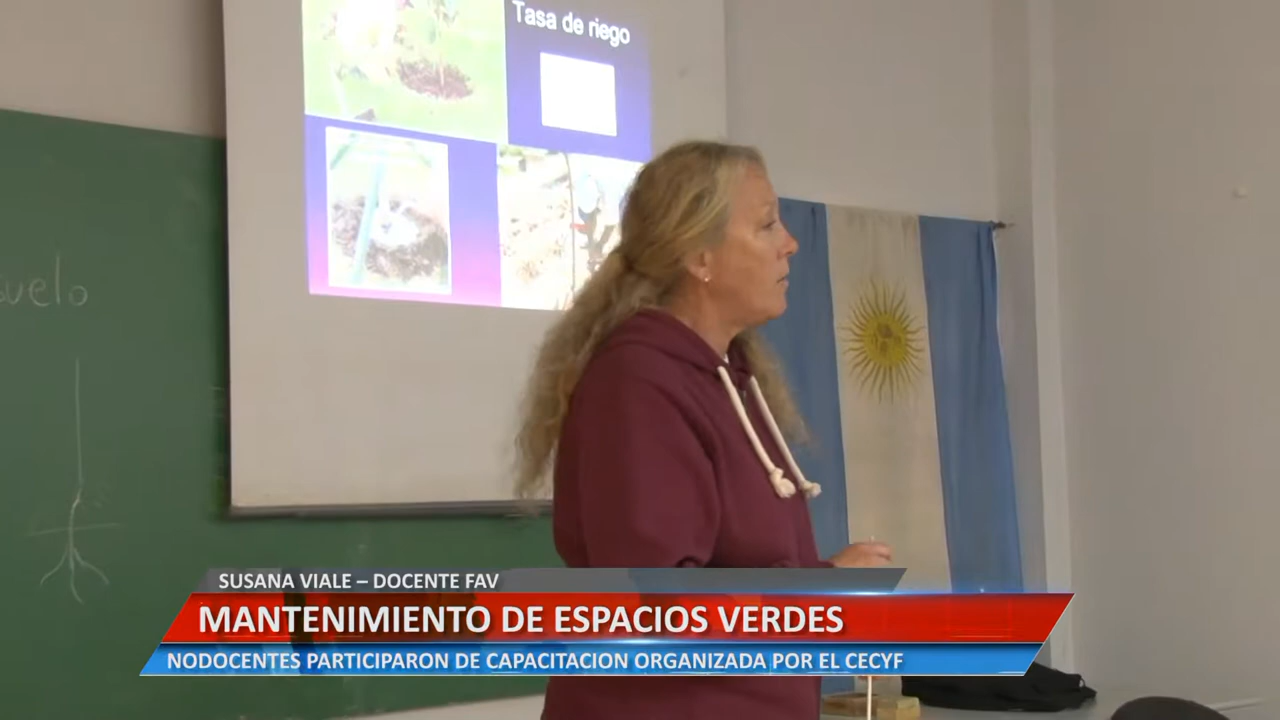 Tasa de riego
suelo
SUSANA VIALE – DOCENTE FAV
MANTENIMIENTO DE ESPACIOS VERDES
NODOCENTES PARTICIPARON DE CAPACITACION ORGANIZADA POR EL CECYF